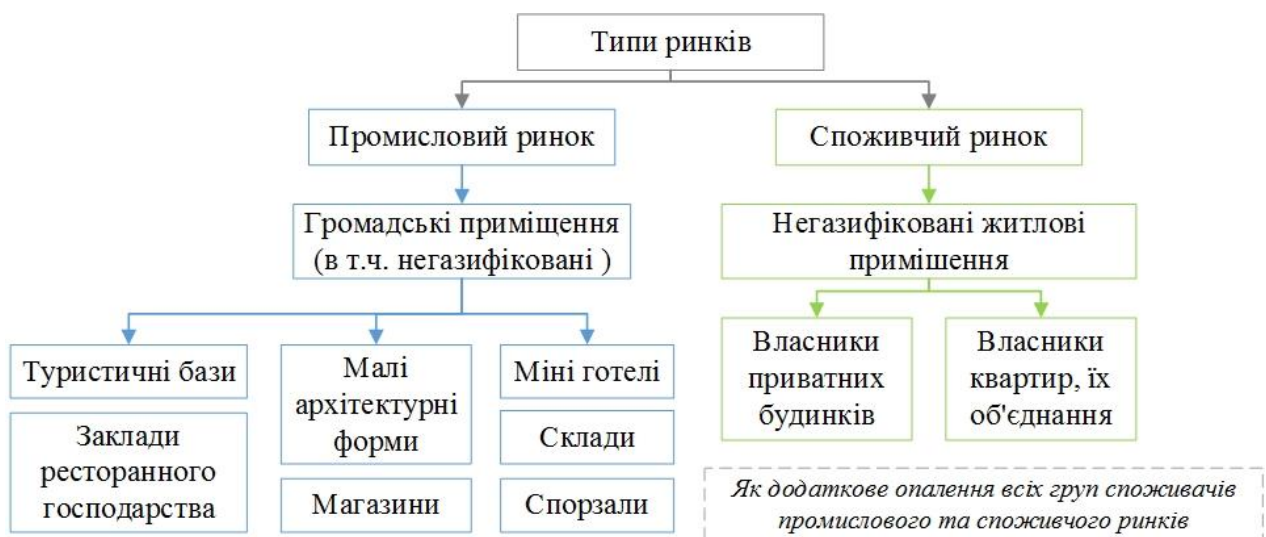 Типи ринків
Промисловий ринок
Споживчий ринок
Громадські приміщення
(в т.ч. негазифіковані )
Негазифіковані житлові
примішення
Туристичні бази
Малі
архітектурні
форми
Міні готелі
Власники
приватних
будинків
Власники
квартир, їх
об'єднання
Заклади
ресторанного
господарства
Склади
Магазини
Спорзали
Як додаткове опалення всіх груп споживачів
промислового та споживчого ринків